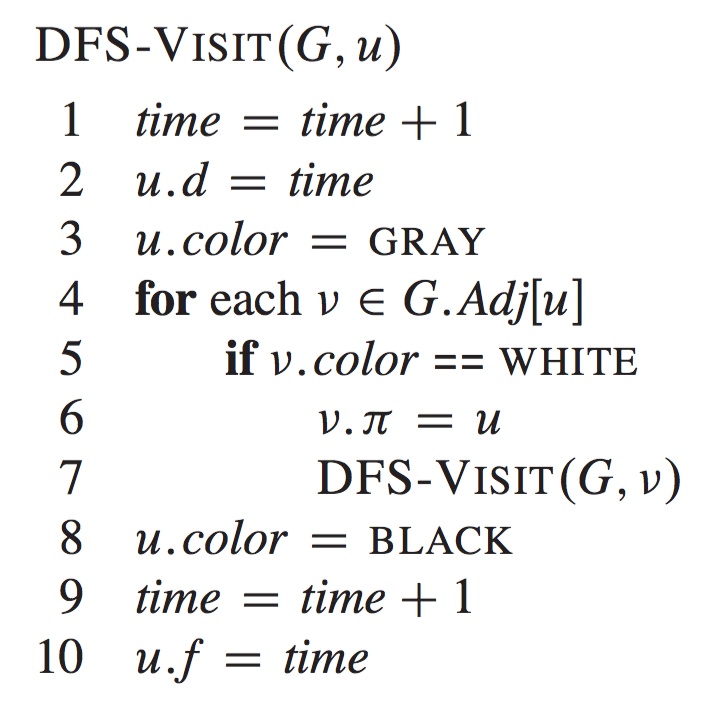 DFS-VISIT(G, u)
1 time = time + 1
2 u.d = time
3 u.color = GRAY
4 for each v ∈ G.Adj[u]
5 if v.color == WHITE
6 v.π = u
7 DFS-VISIT(G, v)
8 u.color = BLACK
9 time = time + 1
10 u.f = time